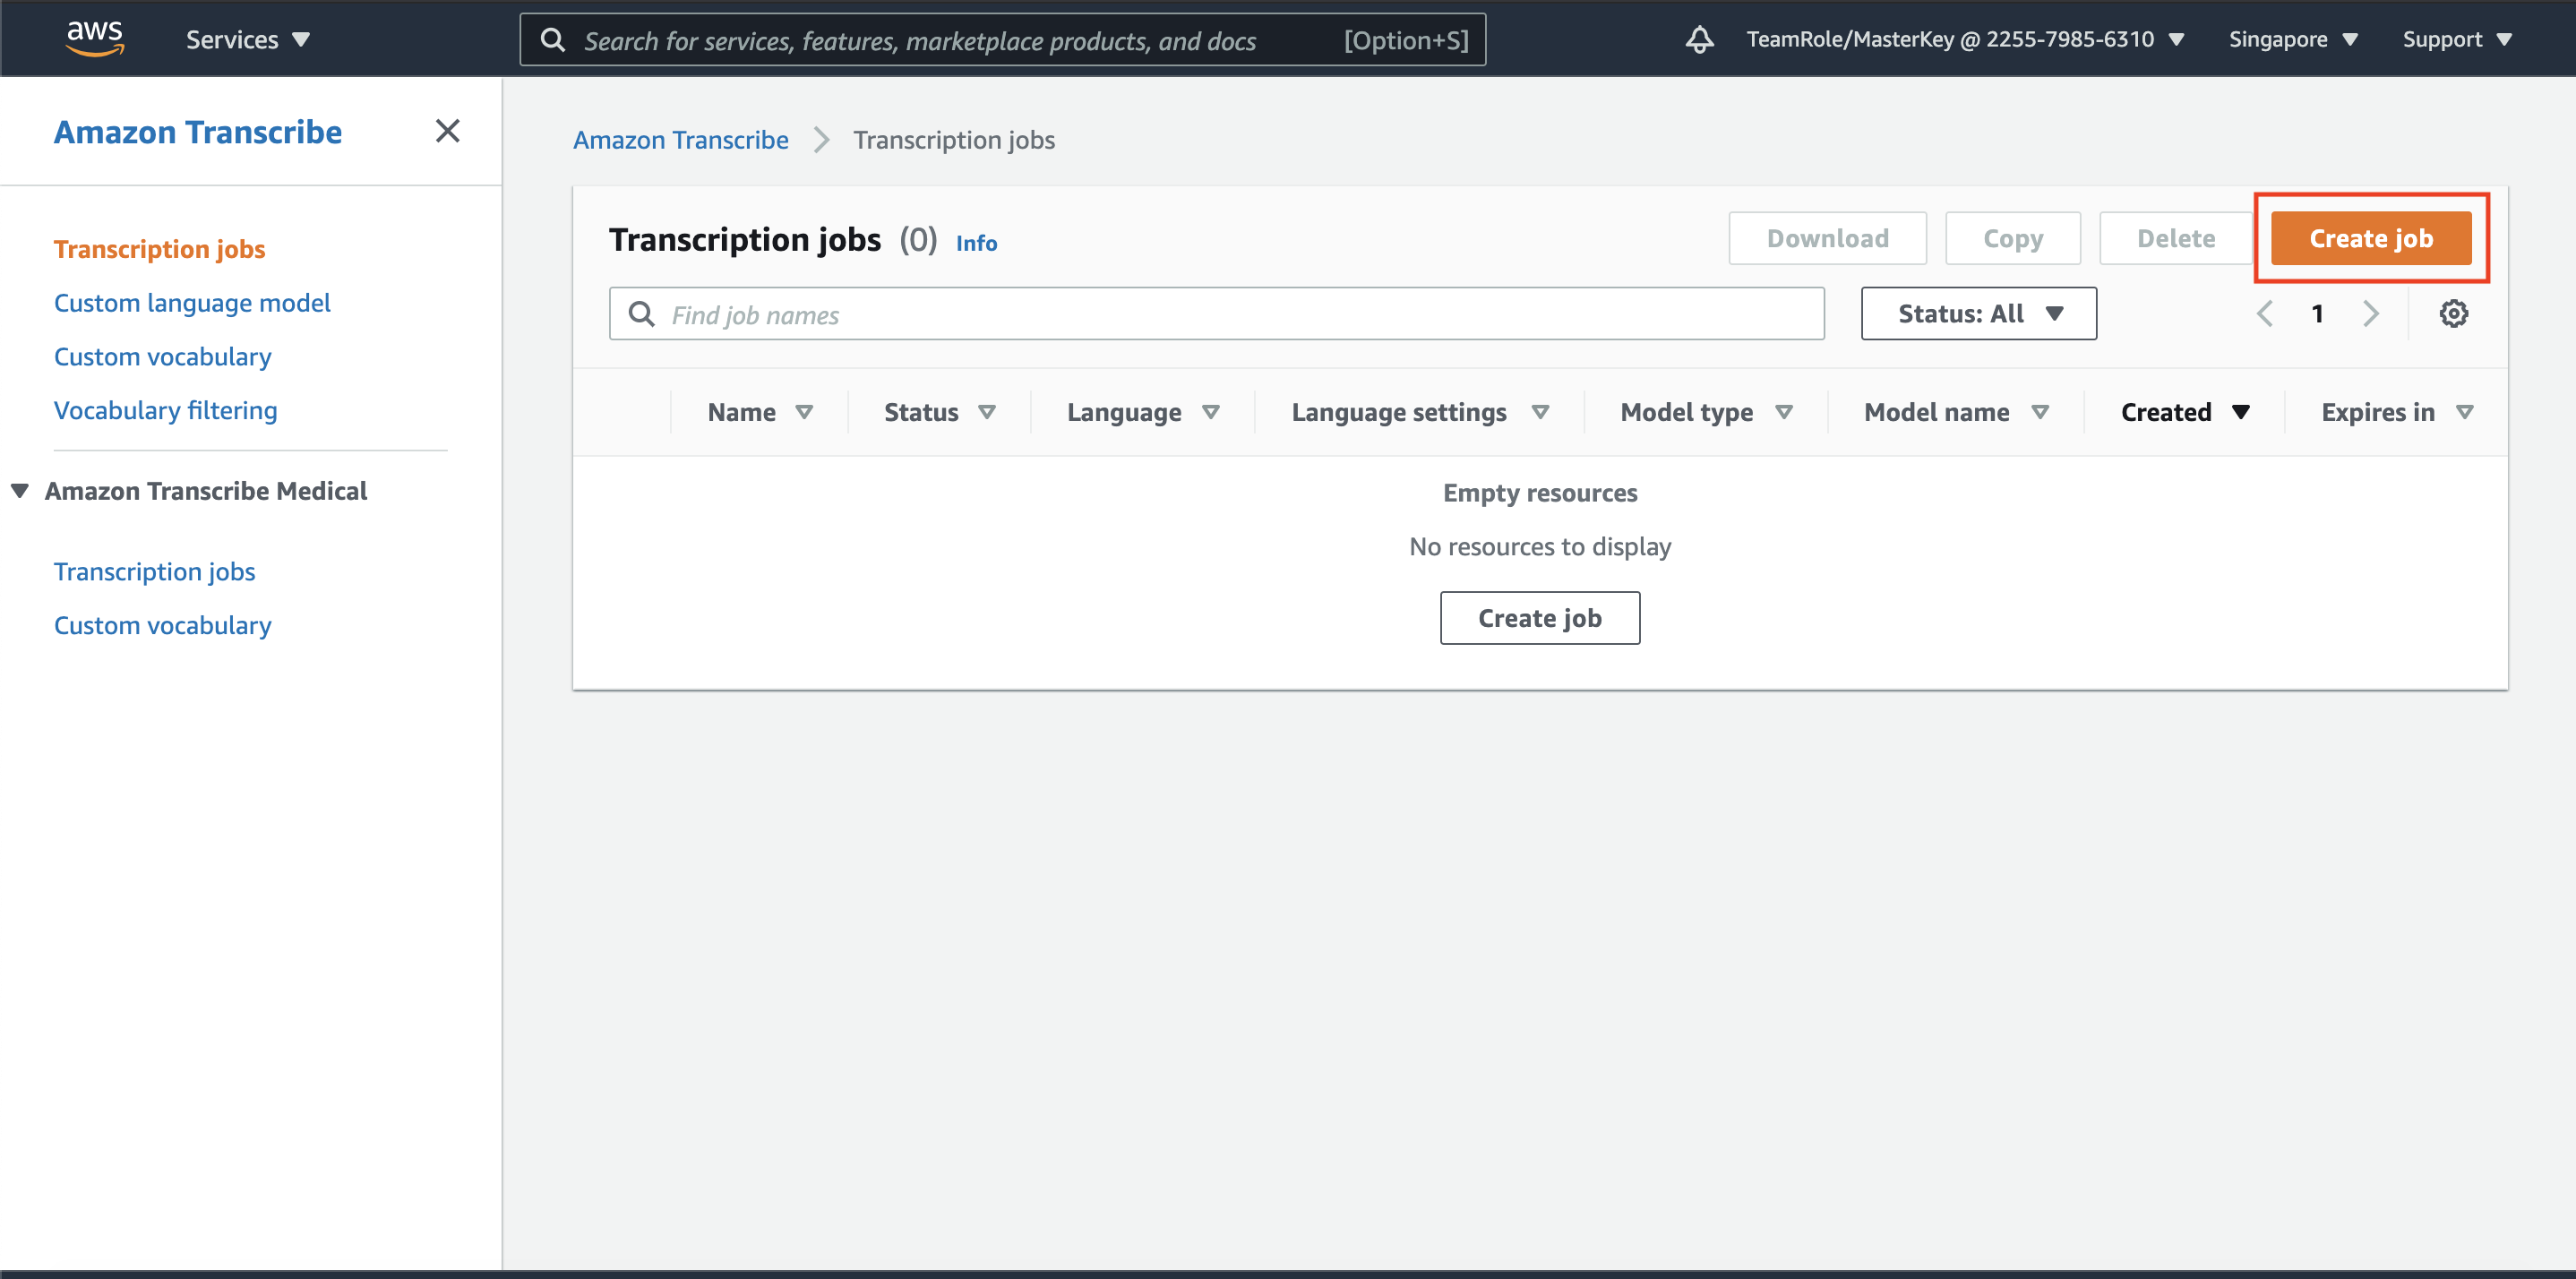 aws Services Search for services, features, marketplace products, and docs [Option+S] TeamRole/MasterKey @ 2255-7985-6310 Singapore Support
Amazon Transcribe
Transcription jobs
Custom language model
Custom vocabulary
Vocabulary filtering
Amazon Transcribe Medical
Transcription jobs
Custom vocabulary
Amazon Transcribe Transcription jobs
Transcription jobs (0) Info Download Copy Delete Create job
Find job names Status: All 1
Name Status Language Language settings Model type Model name Created Expires in
Empty resources
No resources to display
Create job